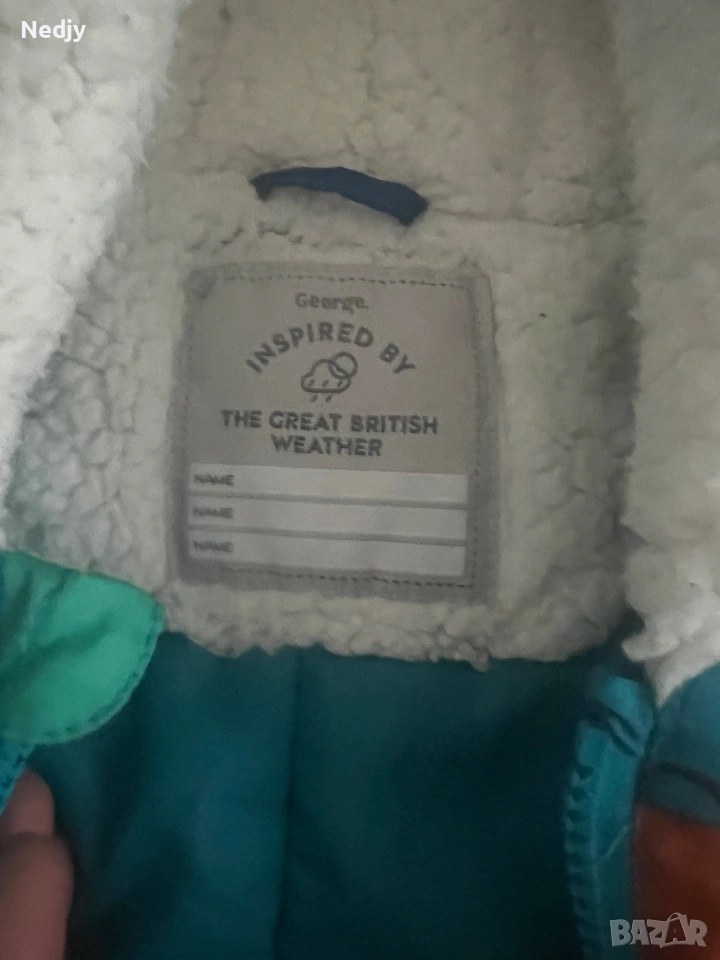 Nedjy
George.
INSPIRED BY
THE GREAT BRITISH
WEATHER
NAME
NAME
NAME
BAZAR